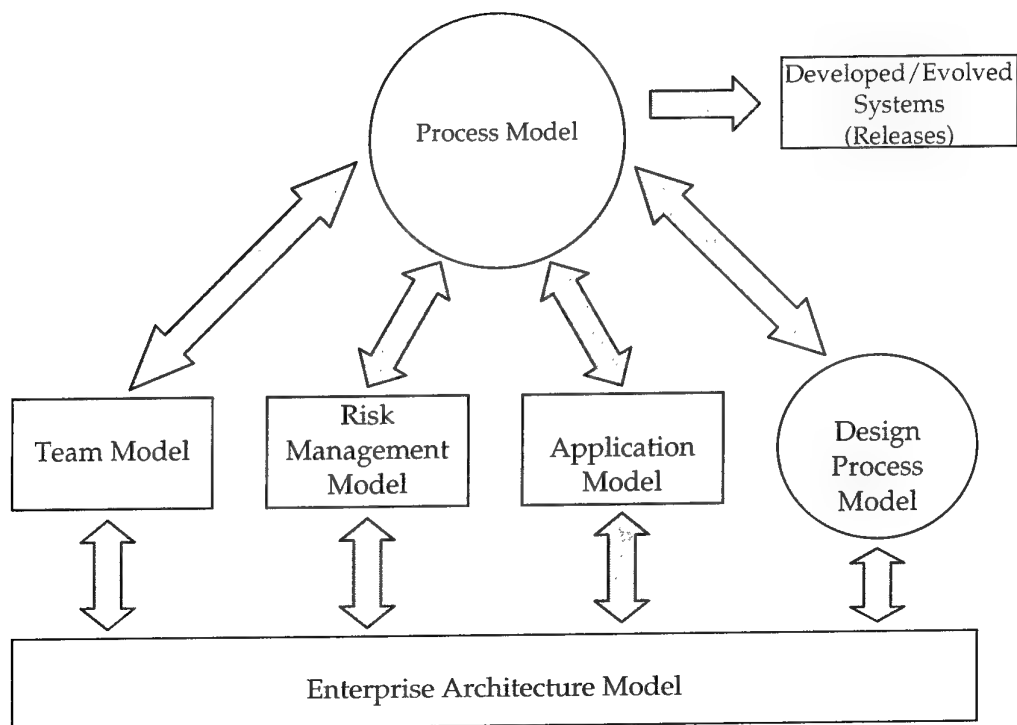 Process Model
Developed/Evolved
Systems
(Releases)
Team Model
Risk
Management
Model
Application
Model
Design
Process
Model
Enterprise Architecture Model